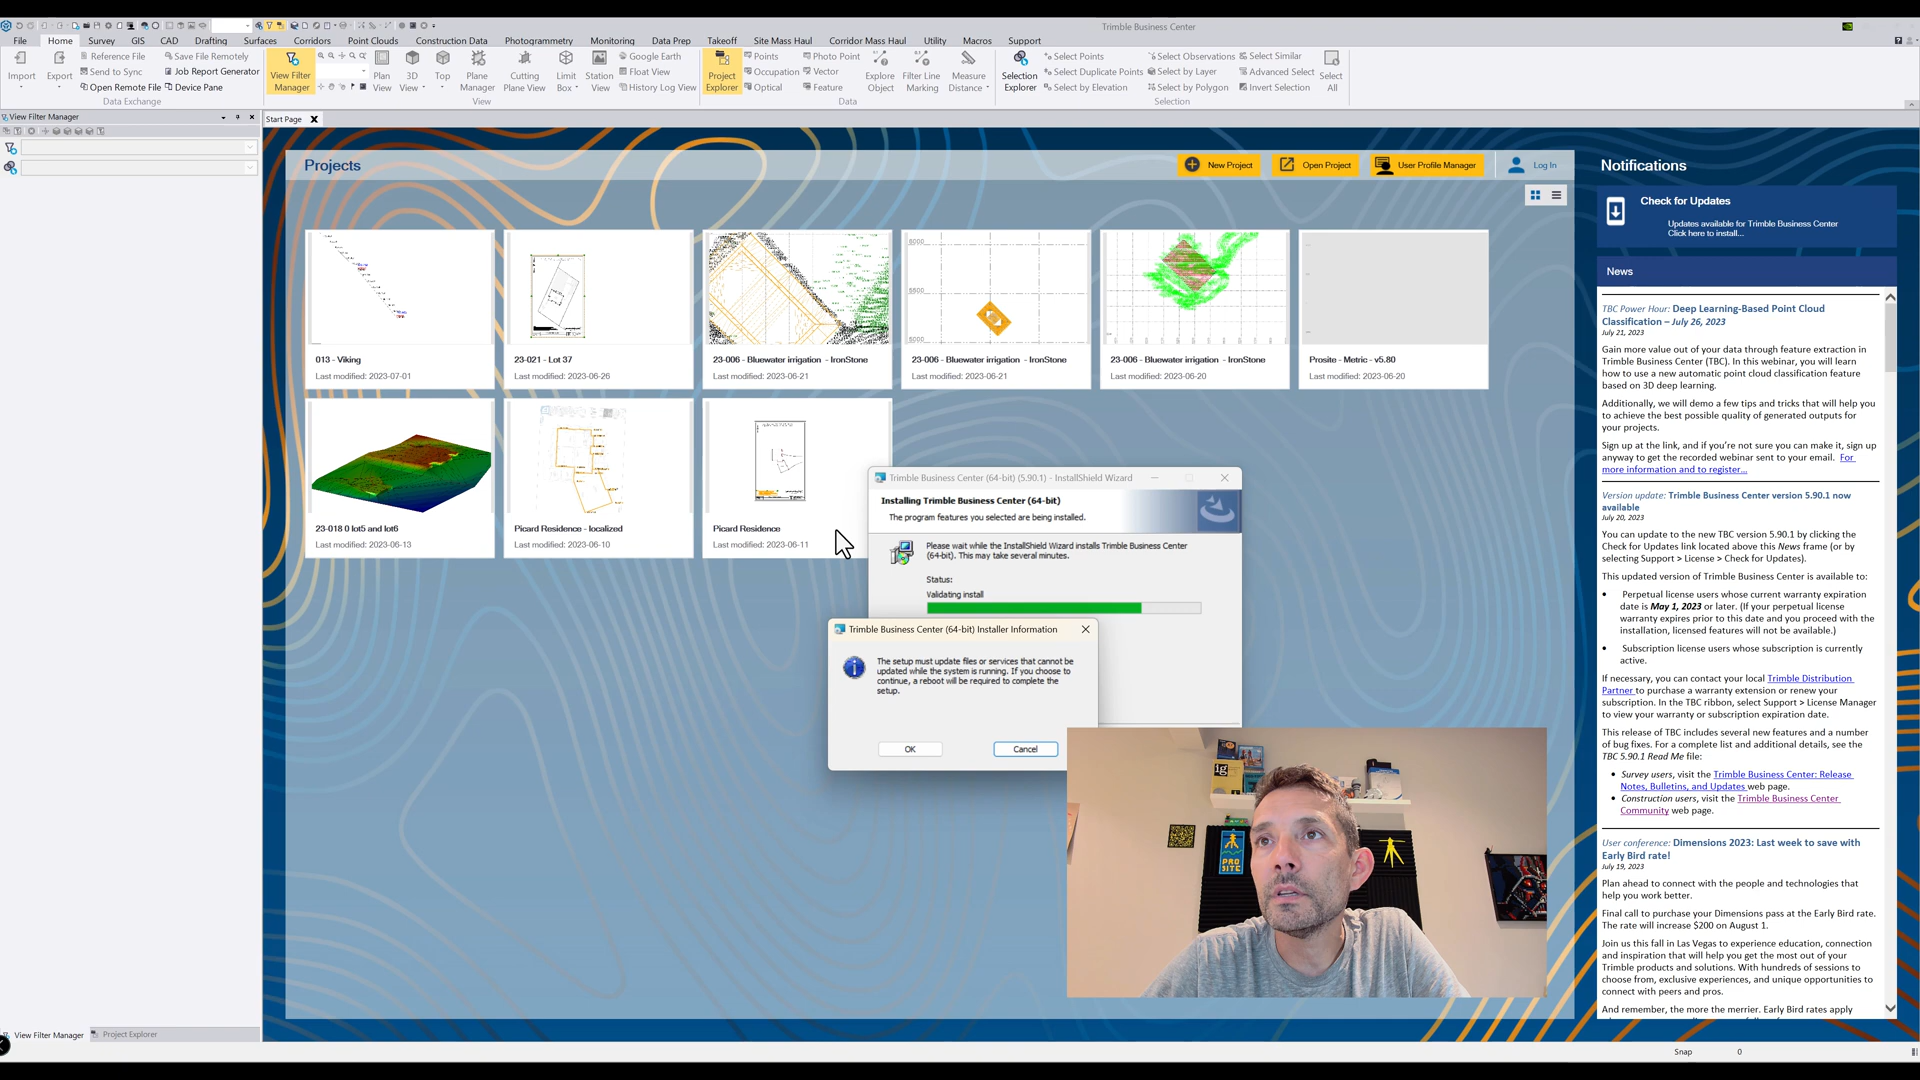 Trimble Business Center
File Home Survey GIS CAD Drafting Surfaces Corridors Point Clouds Construction Data Photogrammetry Monitoring Data Prep Takeoff Site Mass Haul Corridor Mass Haul Utility Macros Support
Import
Export
Reference File
Send to Sync
Open Remote File
Save File Remotely
Job Report Generator
Device Pane
Data Exchange
View Filter
Manager
Plan
View
3D
View
Top
Plane
Manager
Cutting
Plane View
Limit
Box
Station
View
Google Earth
Float View
History Log View
View
Project
Explorer
Points
Occupation
Optical
Photo Point
Vector
Feature
Explore
Object
Filter Line
Marking
Measure
Distance
Data
Selection
Explorer
Select Points
Select Duplicate Points
Select by Elevation
Select Observations
Select by Layer
Select by Polygon
Select Similar
Advanced Select
Invert Selection
Select
All
Selection
View Filter Manager
Start Page
Projects
New Project
Open Project
User Profile Manager
Log In
013 - Viking
Last modified: 2023-07-01
23-021 - Lot 37
Last modified: 2023-06-26
23-006 - Bluewater irrigation - IronStone
Last modified: 2023-06-21
23-006 - Bluewater irrigation - IronStone
Last modified: 2023-06-21
23-006 - Bluewater irrigation - IronStone
Last modified: 2023-06-20
Prosite - Metric - v5.80
Last modified: 2023-06-20
23-018 0 lot5 and lot6
Last modified: 2023-06-13
Picard Residence - localized
Last modified: 2023-06-10
Picard Residence
Last modified: 2023-06-11
Trimble Business Center (64-bit) (5.90.1) - InstallShield Wizard
Installing Trimble Business Center (64-bit)
The program features you selected are being installed.
Please wait while the InstallShield Wizard installs Trimble Business Center
(64-bit). This may take several minutes.
Status:
Validating install
Trimble Business Center (64-bit) Installer Information
The setup must update files or services that cannot be
updated while the system is running. If you choose to
continue, a reboot will be required to complete the
setup.
OK
Cancel
PRO
SITE
Notifications
Check for Updates
Updates available for Trimble Business Center
Click here to install...
News
TBC Power Hour: Deep Learning-Based Point Cloud
Classification – July 26, 2023
July 21, 2023
Gain more value out of your data through feature extraction in
Trimble Business Center (TBC). In this webinar, you will learn
how to use a new automatic point cloud classification feature
based on 3D deep learning.
Additionally, we will demo a few tips and tricks that will help you
to achieve the best possible quality of generated outputs for
your projects.
Sign up at the link, and if you're not sure you can make it, sign up
anyway to get the recorded webinar sent to your email. For
more information and to register...
Version update: Trimble Business Center version 5.90.1 now
available
July 20, 2023
You can update to the new TBC version 5.90.1 by clicking the
Check for Updates link located above this News frame (or by
selecting Support > License > Check for Updates).
This updated version of Trimble Business Center is available to:
• Perpetual license users whose current warranty expiration
date is May 1, 2023 or later. (If your perpetual license
warranty expires prior to this date and you proceed with the
installation, licensed features will not be available.)
• Subscription license users whose subscription is currently
active.
If necessary, you can contact your local Trimble Distribution
Partner to purchase a warranty extension or renew your
subscription. In the TBC ribbon, select Support > License Manager
to view your warranty or subscription expiration date.
This release of TBC includes several new features and a number
of bug fixes. For a complete list and additional details, see the
TBC 5.90.1 Read Me file:
• Survey users, visit the Trimble Business Center: Release
Notes, Bulletins, and Updates web page.
• Construction users, visit the Trimble Business Center
Community web page.
User conference: Dimensions 2023: Last week to save with
Early Bird rate!
July 19, 2023
Plan ahead to connect with the people and technologies that
help you work better.
Final call to purchase your Dimensions pass at the Early Bird rate.
The rate will increase $200 on August 1.
Join us this fall in Las Vegas to experience education, connection
and inspiration that will help you get the most out of your
Trimble products and solutions. With hundreds of sessions to
choose from, exclusive experiences, and unique opportunities to
connect with peers and pros.
And remember, the more the merrier. Early Bird rates apply
View Filter Manager
Project Explorer
Snap
0